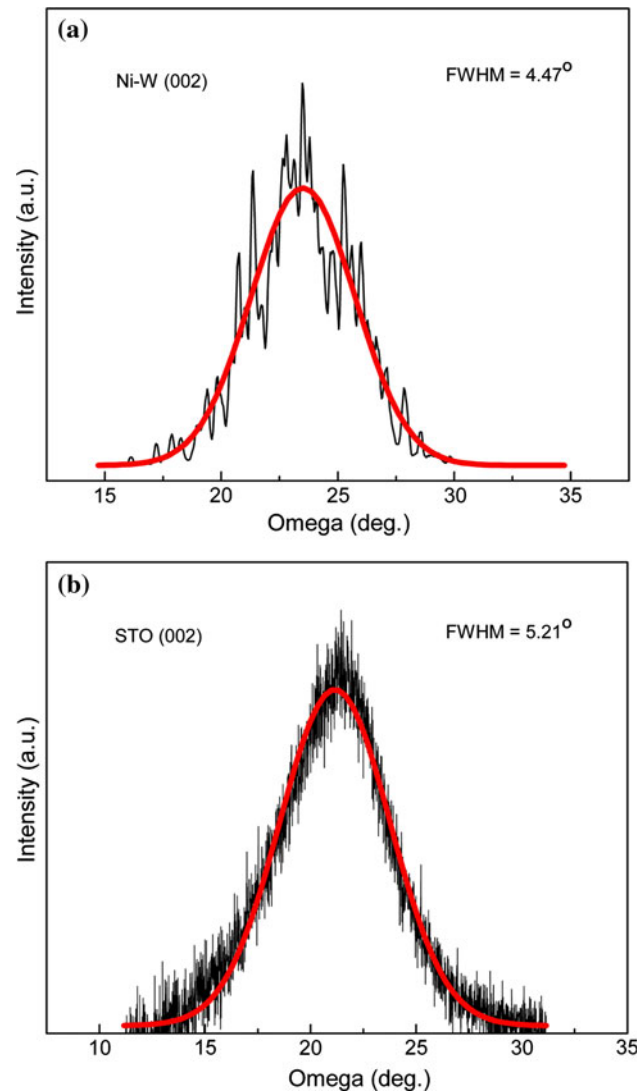 (a)
Ni-W (002)
FWHM = 4.47°
Intensity (a.u.)
15 20 25 30 35
Omega (deg.)
(b)
STO (002)
FWHM = 5.21°
Intensity (a.u.)
10 15 20 25 30 35
Omega (deg.)